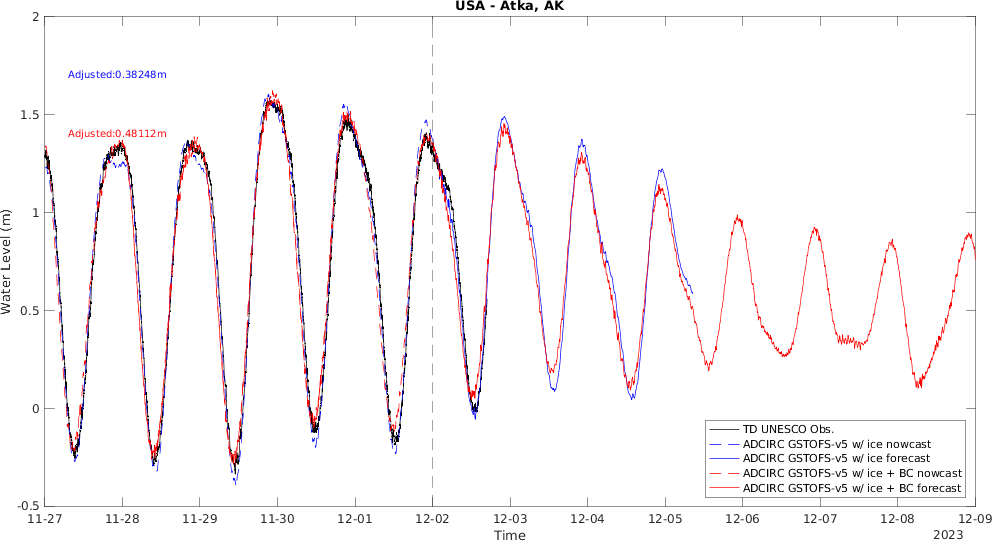 USA - Atka, AK
2
1.5
1
0.5
0
-0.5
Water Level (m)
Adjusted:0.38248m
Adjusted:0.48112m
TD UNESCO Obs.
ADCIRC GSTOFS-v5 w/ ice nowcast
ADCIRC GSTOFS-v5 w/ ice forecast
ADCIRC GSTOFS-v5 w/ ice + BC nowcast
ADCIRC GSTOFS-v5 w/ ice + BC forecast
11-27 11-28 11-29 11-30 12-01 12-02 12-03 12-04 12-05 12-06 12-07 12-08 12-09
Time
2023